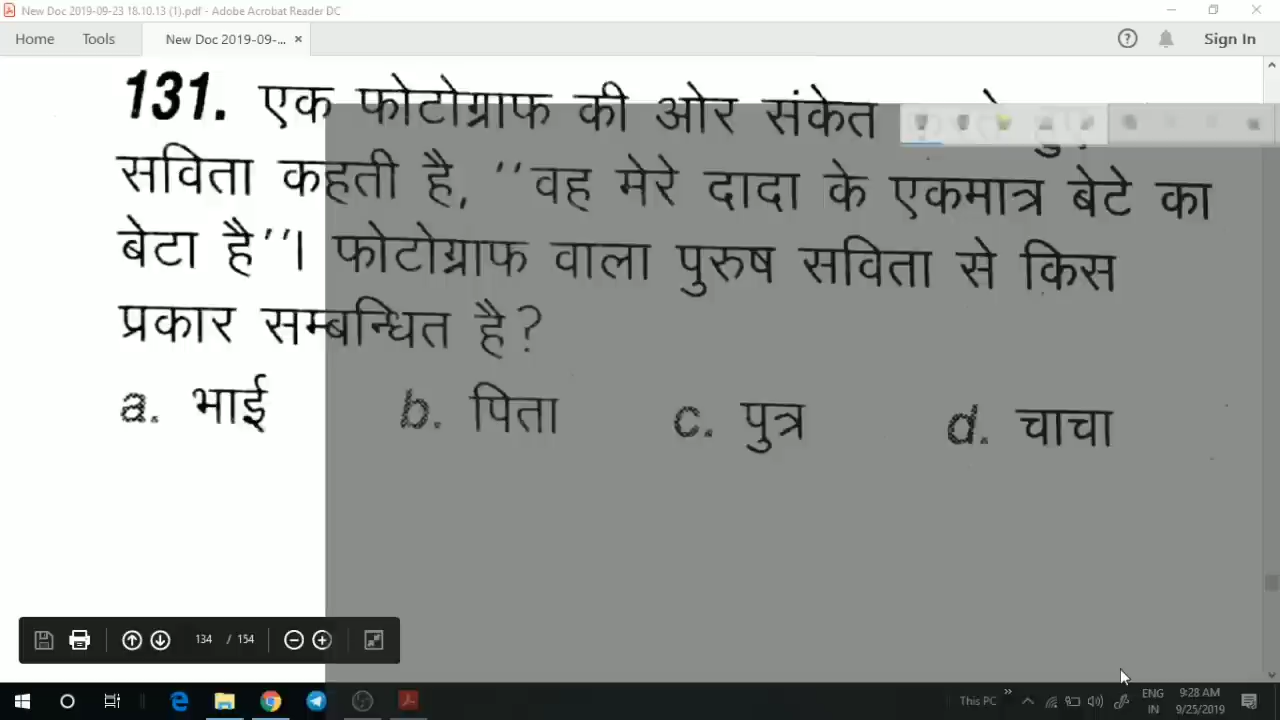 New Doc 2019-09-23 18.10.13 (1).pdf - Adobe Acrobat Reader DC
Home Tools New Doc 2019-09-... × Sign In
131. एक फोटोग्राफ की ओर संकेत
सविता कहती है, ‘‘वह मेरे दादा के एकमात्र बेटे का
बेटा है’’। फोटोग्राफ वाला पुरुष सविता से किस
प्रकार सम्बन्धित है?
a. भाई b. पिता c. पुत्र d. चाचा
134 / 154
This PC » ENG 9:28 AM
IN 9/25/2019